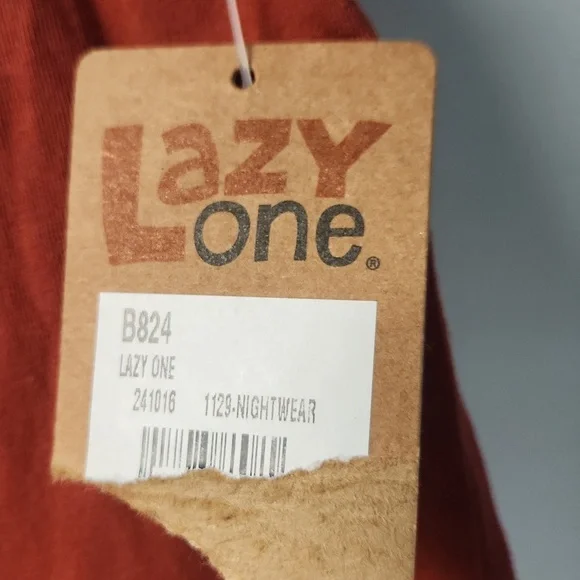 Lazy
one®
B824
LAZY ONE
241016 1129-NIGHTWEAR